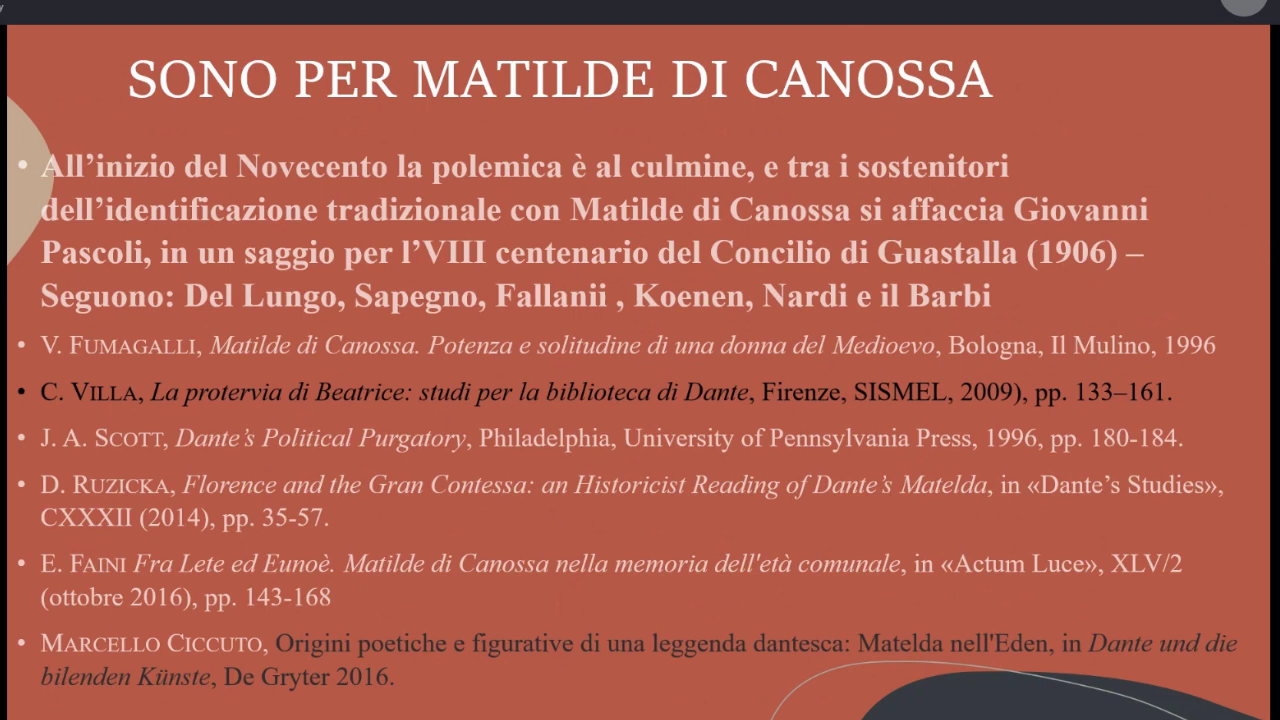 SONO PER MATILDE DI CANOSSA
• All’inizio del Novecento la polemica è al culmine, e tra i sostenitori
dell’identificazione tradizionale con Matilde di Canossa si affaccia Giovanni
Pascoli, in un saggio per l’VIII centenario del Concilio di Guastalla (1906) –
Seguono: Del Lungo, Sapegno, Fallanii , Koenen, Nardi e il Barbi
• V. FUMAGALLI, Matilde di Canossa. Potenza e solitudine di una donna del Medioevo, Bologna, Il Mulino, 1996
• C. VILLA, La protervia di Beatrice: studi per la biblioteca di Dante, Firenze, SISMEL, 2009), pp. 133–161.
• J. A. SCOTT, Dante’s Political Purgatory, Philadelphia, University of Pennsylvania Press, 1996, pp. 180-184.
• D. RUZICKA, Florence and the Gran Contessa: an Historicist Reading of Dante’s Matelda, in «Dante’s Studies»,
CXXXII (2014), pp. 35-57.
• E. FAINI Fra Lete ed Eunoè. Matilde di Canossa nella memoria dell'età comunale, in «Actum Luce», XLV/2
(ottobre 2016), pp. 143-168
• MARCELLO CICCUTO, Origini poetiche e figurative di una leggenda dantesca: Matelda nell'Eden, in Dante und die
bilenden Künste, De Gryter 2016.